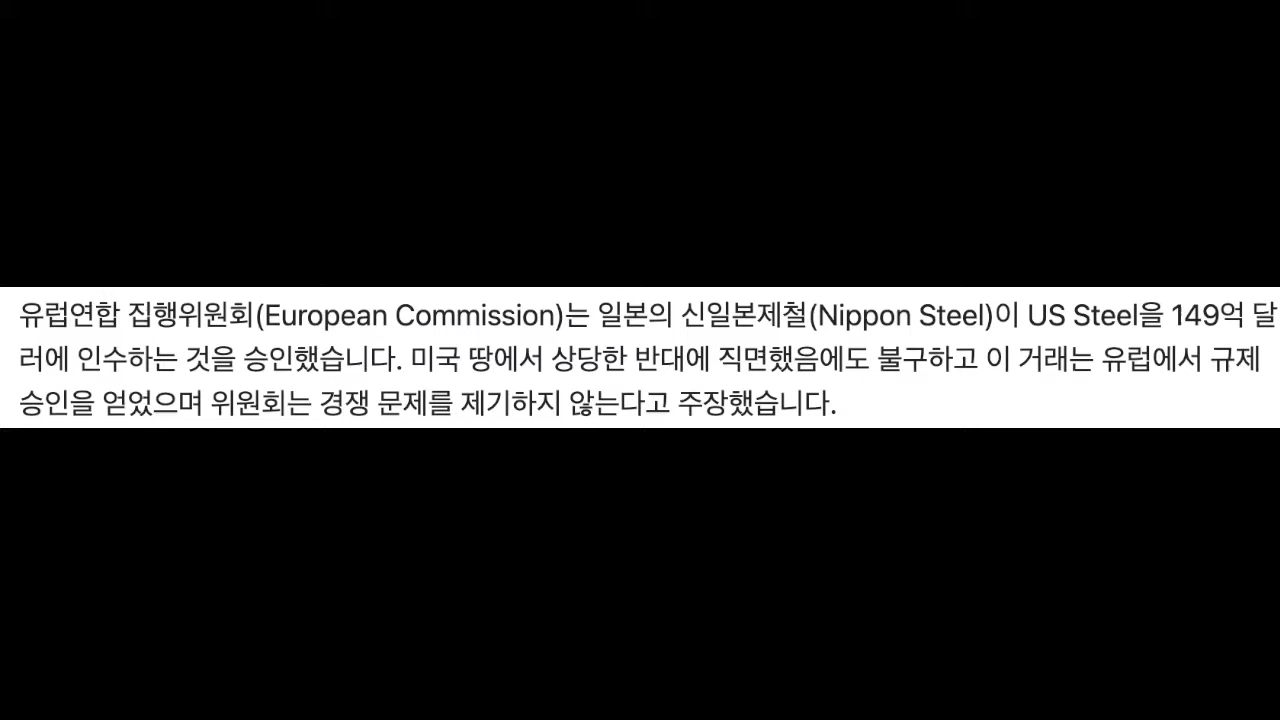 유럽연합 집행위원회(European Commission)는 일본의 신일본제철(Nippon Steel)이 US Steel을 149억 달
러에 인수하는 것을 승인했습니다. 미국 땅에서 상당한 반대에 직면했음에도 불구하고 이 거래는 유럽에서 규제
승인을 얻었으며 위원회는 경쟁 문제를 제기하지 않는다고 주장했습니다.